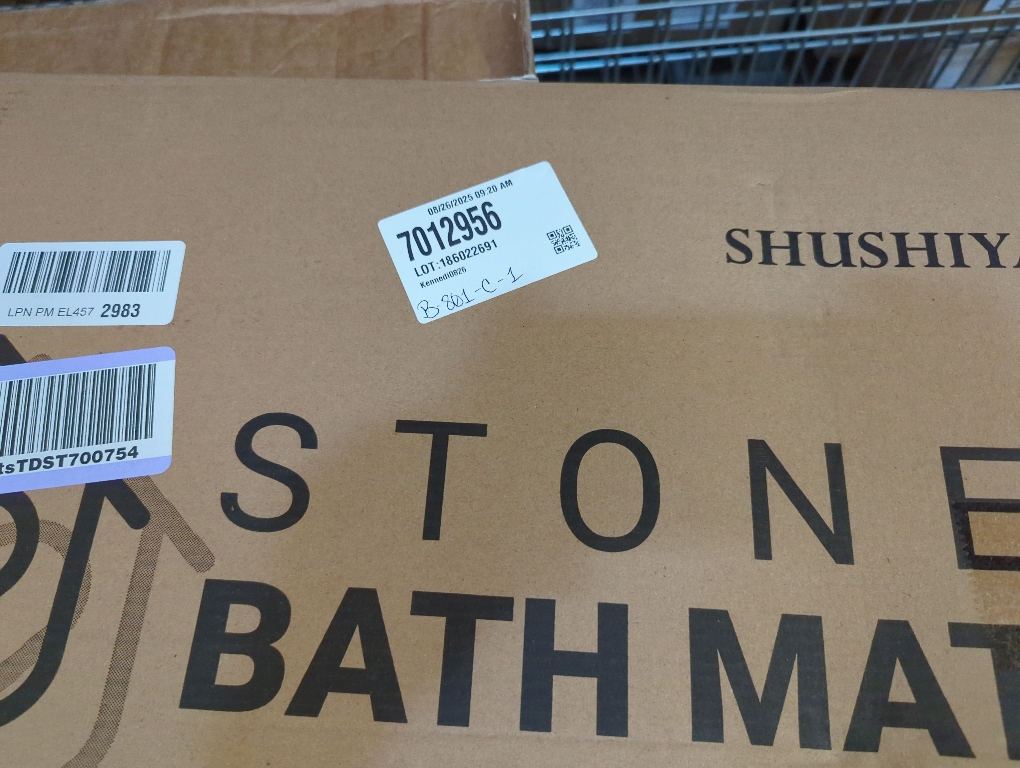 08/26/2025 09:20 AM
7012956
LOT:186022691
Kennedi0826
B-801-C-1
SHUSHIYA
LPN PM EL457 2983
tsTDST700754
STONE
BATH MAT